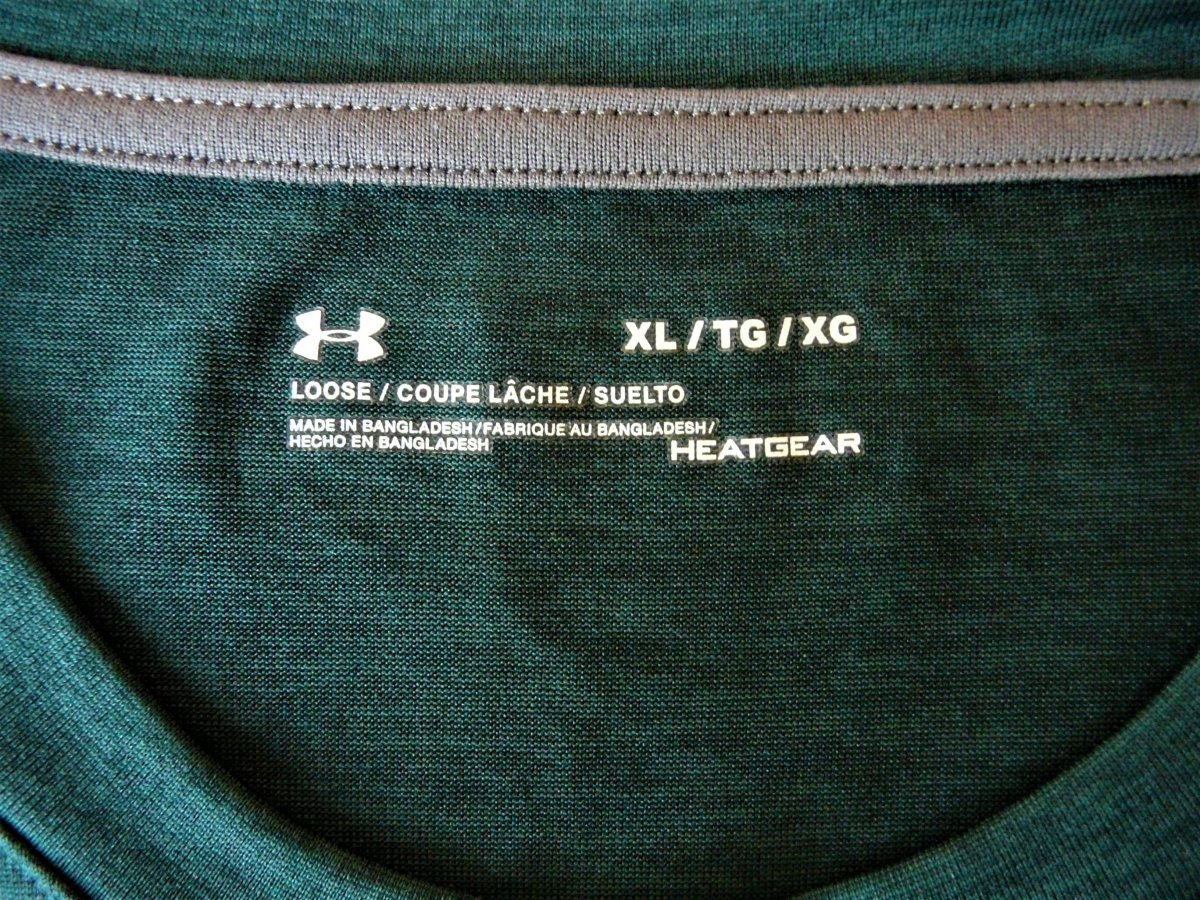 XL / TG / XG
LOOSE / COUPE LÂCHE / SUELTO
MADE IN BANGLADESH/FABRIQUE AU BANGLADESH/
HECHO EN BANGLADESH
HEATGEAR